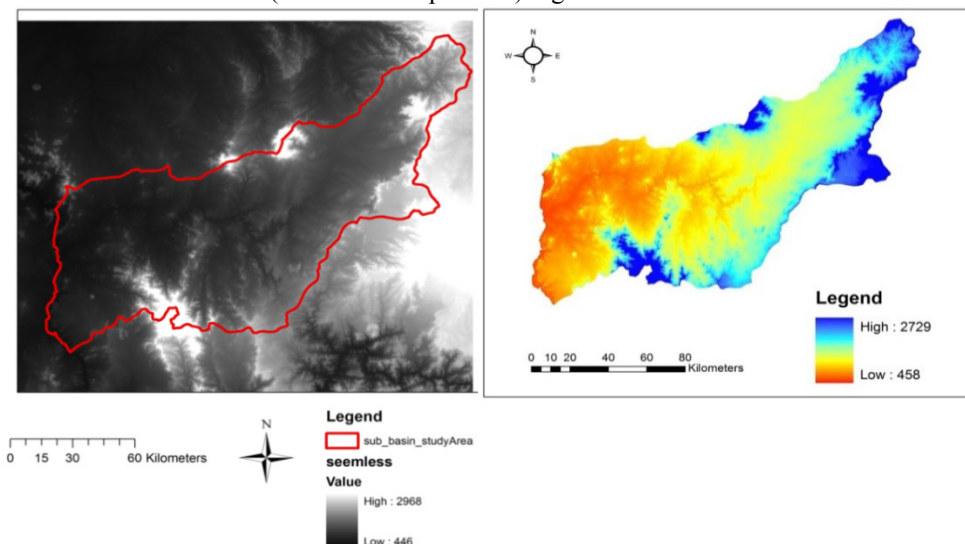 N
W E
S
Legend
High : 2729
Low : 458
0 10 20 40 60 80
Kilometers
Legend
sub_basin_studyArea
seemless
Value
High : 2968
Low : 446
N
0 15 30 60 Kilometers